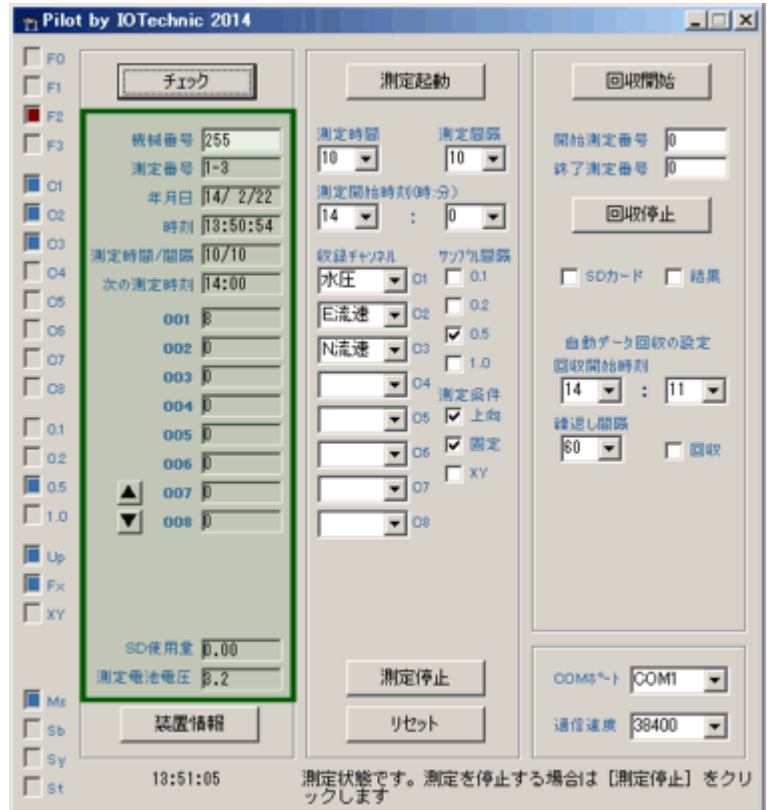 Pilot by IOTechnic 2014
F0
F1
F2
F3
C1
C2
C3
C4
C5
C6
C7
C8
0.1
0.2
0.5
1.0
Up
Fx
XY
Ms
Sb
Sy
St
チェック
機械番号 255
測定番号 1-3
年月日 14/ 2/22
時刻 13:50:54
測定時間/間隔 10/10
次の測定時刻 14:00
001 8
002 0
003 0
004 0
005 0
006 0
007 0
008 0
SD使用量 0.00
測定電池電圧 3.2
装置情報
13:51:05
測定起動
測定時間 測定間隔
10 10
測定開始時刻(時:分)
14 : 0
収録チャンネル サンプル間隔
水圧 C1 0.1
E流速 C2 0.2
N流速 C3 0.5
C4 1.0
測定条件
C5 上向
C6 固定
C7 XY
C8
測定停止
リセット
回収開始
開始測定番号 0
終了測定番号 0
回収停止
SDカード 結果
自動データ回収の設定
回収開始時刻
14 : 11
繰返し間隔
60 回収
COMポート COM1
通信速度 38400
測定状態です。測定を停止する場合は [測定停止] をクリ
ックします